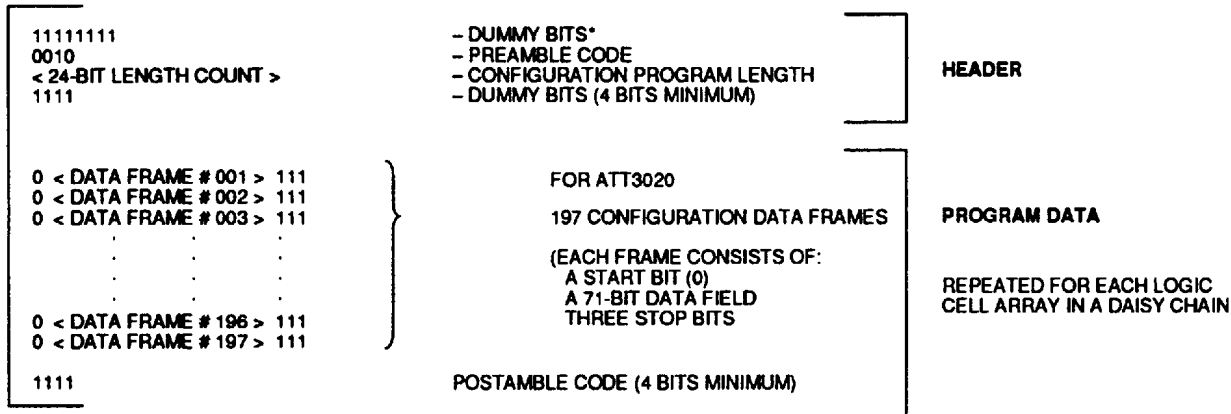 11111111 – DUMMY BITS*
0010 – PREAMBLE CODE
< 24-BIT LENGTH COUNT > – CONFIGURATION PROGRAM LENGTH
1111 – DUMMY BITS (4 BITS MINIMUM)
HEADER
0 < DATA FRAME # 001 > 111
0 < DATA FRAME # 002 > 111
0 < DATA FRAME # 003 > 111
. . .
. . .
. . .
. . .
0 < DATA FRAME # 196 > 111
0 < DATA FRAME # 197 > 111
FOR ATT3020
197 CONFIGURATION DATA FRAMES
(EACH FRAME CONSISTS OF:
A START BIT (0)
A 71-BIT DATA FIELD
THREE STOP BITS
PROGRAM DATA
REPEATED FOR EACH LOGIC
CELL ARRAY IN A DAISY CHAIN
1111 POSTAMBLE CODE (4 BITS MINIMUM)